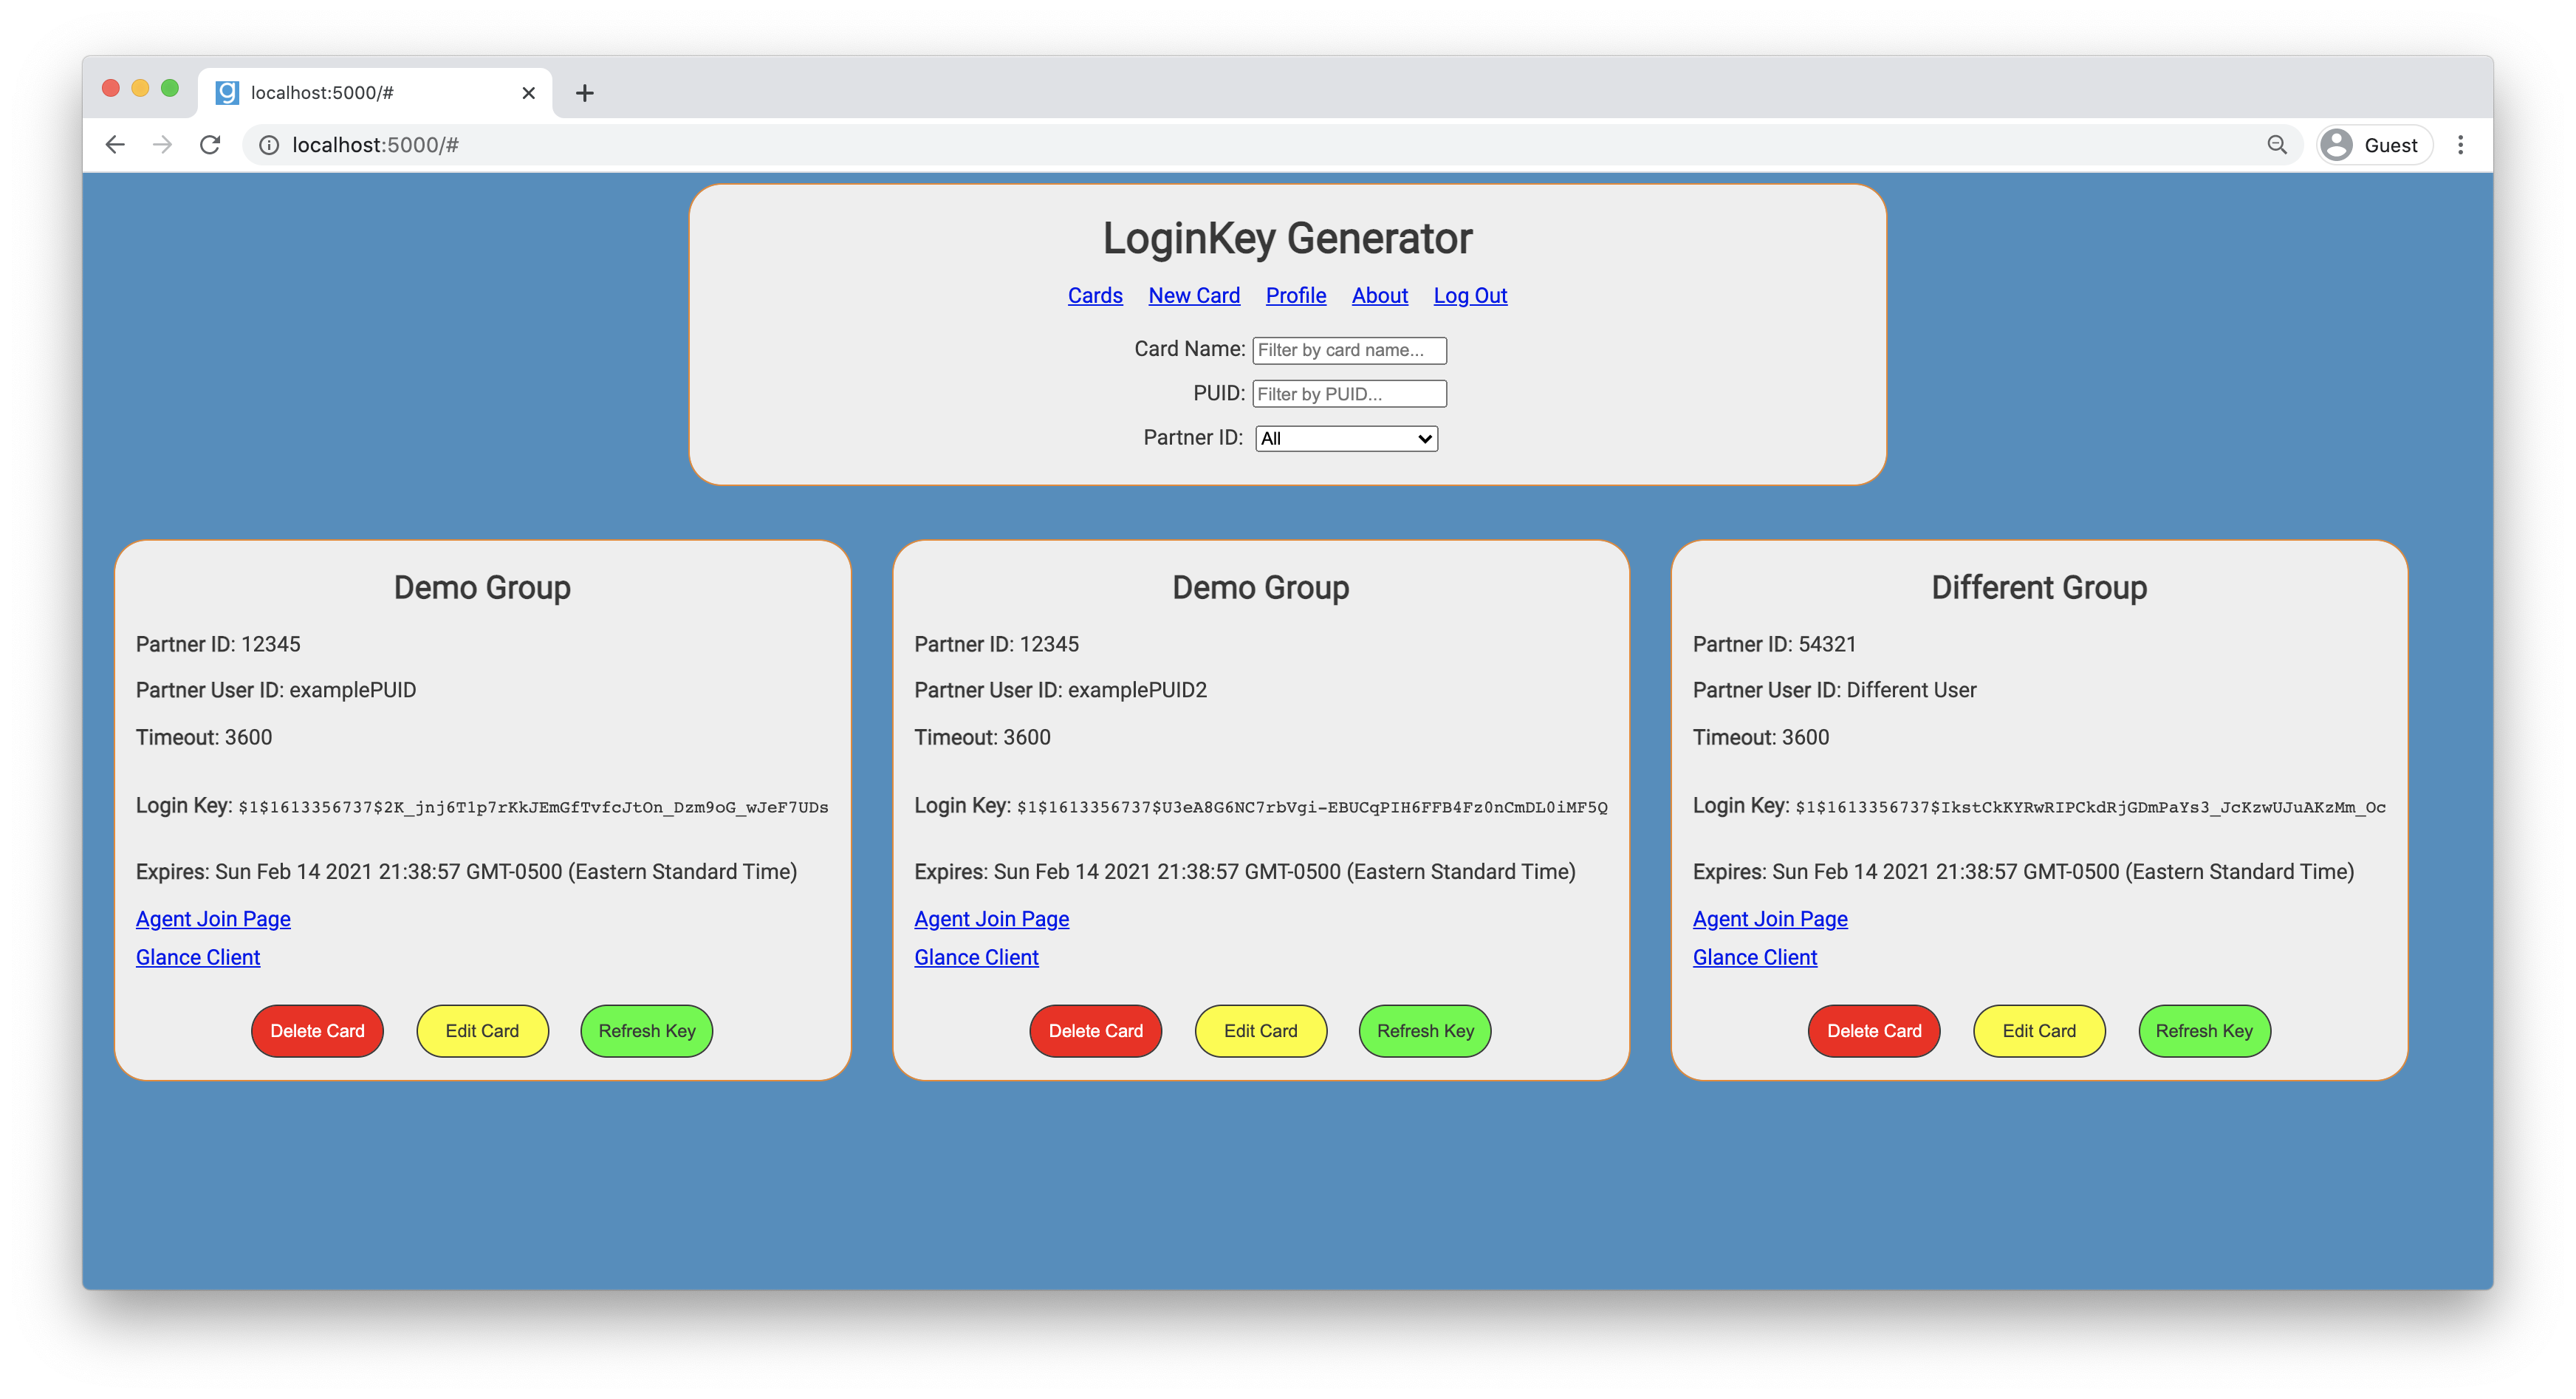 localhost:5000/#
localhost:5000/#
Guest
LoginKey Generator
Cards New Card Profile About Log Out
Card Name: Filter by card name...
PUID: Filter by PUID...
Partner ID: All
Demo Group
Partner ID: 12345
Partner User ID: examplePUID
Timeout: 3600
Login Key: $1$1613356737$2K_jnj6T1p7rKkJEmGfTvfcJtOn_Dzm9oG_wJeF7UDs
Expires: Sun Feb 14 2021 21:38:57 GMT-0500 (Eastern Standard Time)
Agent Join Page
Glance Client
Delete Card Edit Card Refresh Key
Demo Group
Partner ID: 12345
Partner User ID: examplePUID2
Timeout: 3600
Login Key: $1$1613356737$U3eA8G6NC7rbVgi-EBUCqPIH6FFB4Fz0nCmDL0iMF5Q
Expires: Sun Feb 14 2021 21:38:57 GMT-0500 (Eastern Standard Time)
Agent Join Page
Glance Client
Delete Card Edit Card Refresh Key
Different Group
Partner ID: 54321
Partner User ID: Different User
Timeout: 3600
Login Key: $1$1613356737$IkstCkKYRwRIPCkdRjGDmPaYs3_JcKzwUJuAKzMm_Oc
Expires: Sun Feb 14 2021 21:38:57 GMT-0500 (Eastern Standard Time)
Agent Join Page
Glance Client
Delete Card Edit Card Refresh Key